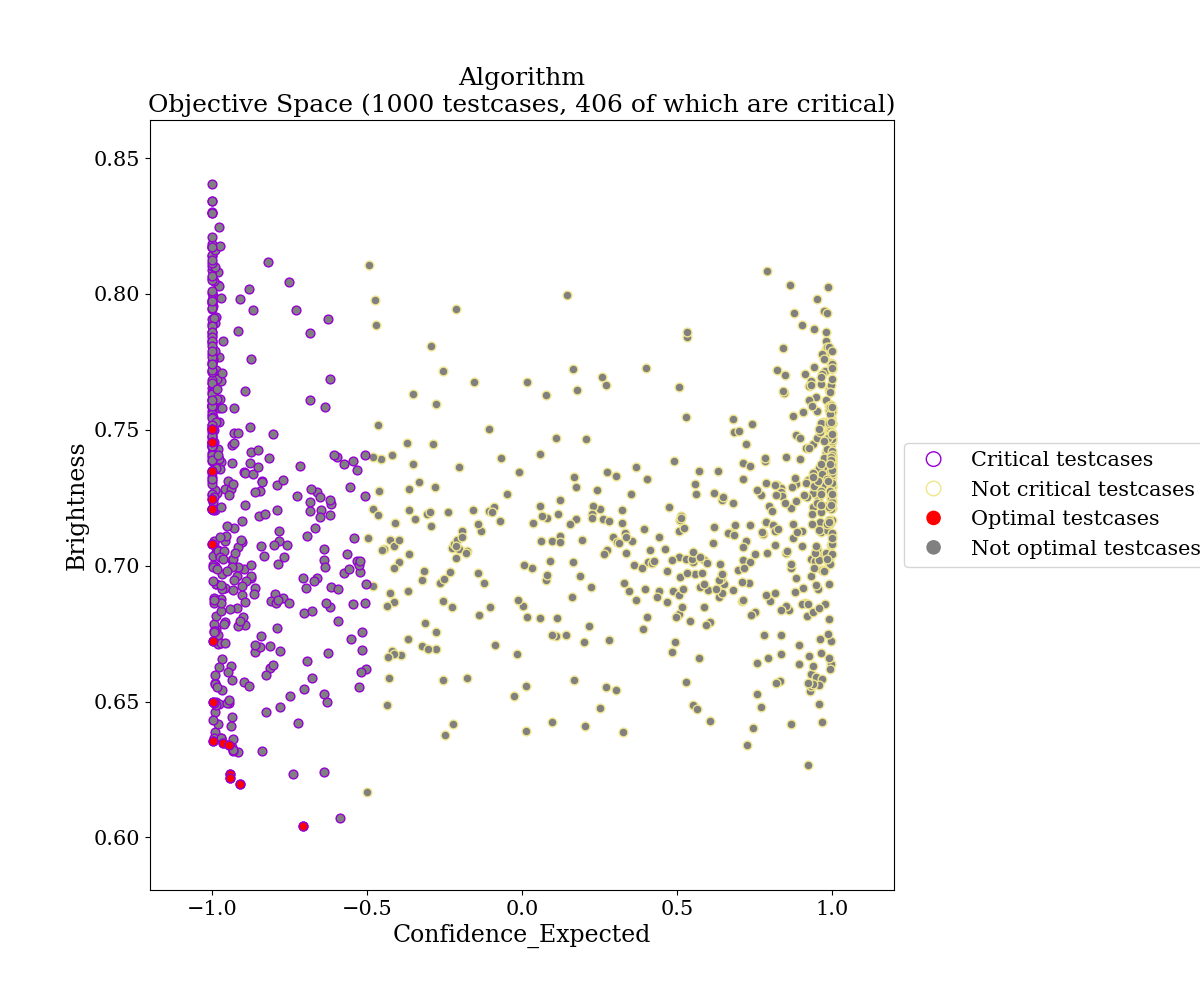 Algorithm
Objective Space (1000 testcases, 406 of which are critical)
0.85
0.80
0.75
0.70
0.65
0.60
Brightness
−1.0
−0.5
0.0
0.5
1.0
Confidence_Expected
Critical testcases
Not critical testcases
Optimal testcases
Not optimal testcases